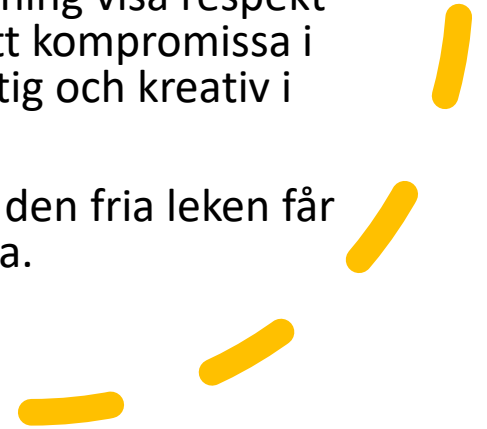 ning visa respekt
tt kompromissa i
tig och kreativ i
den fria leken får
a.